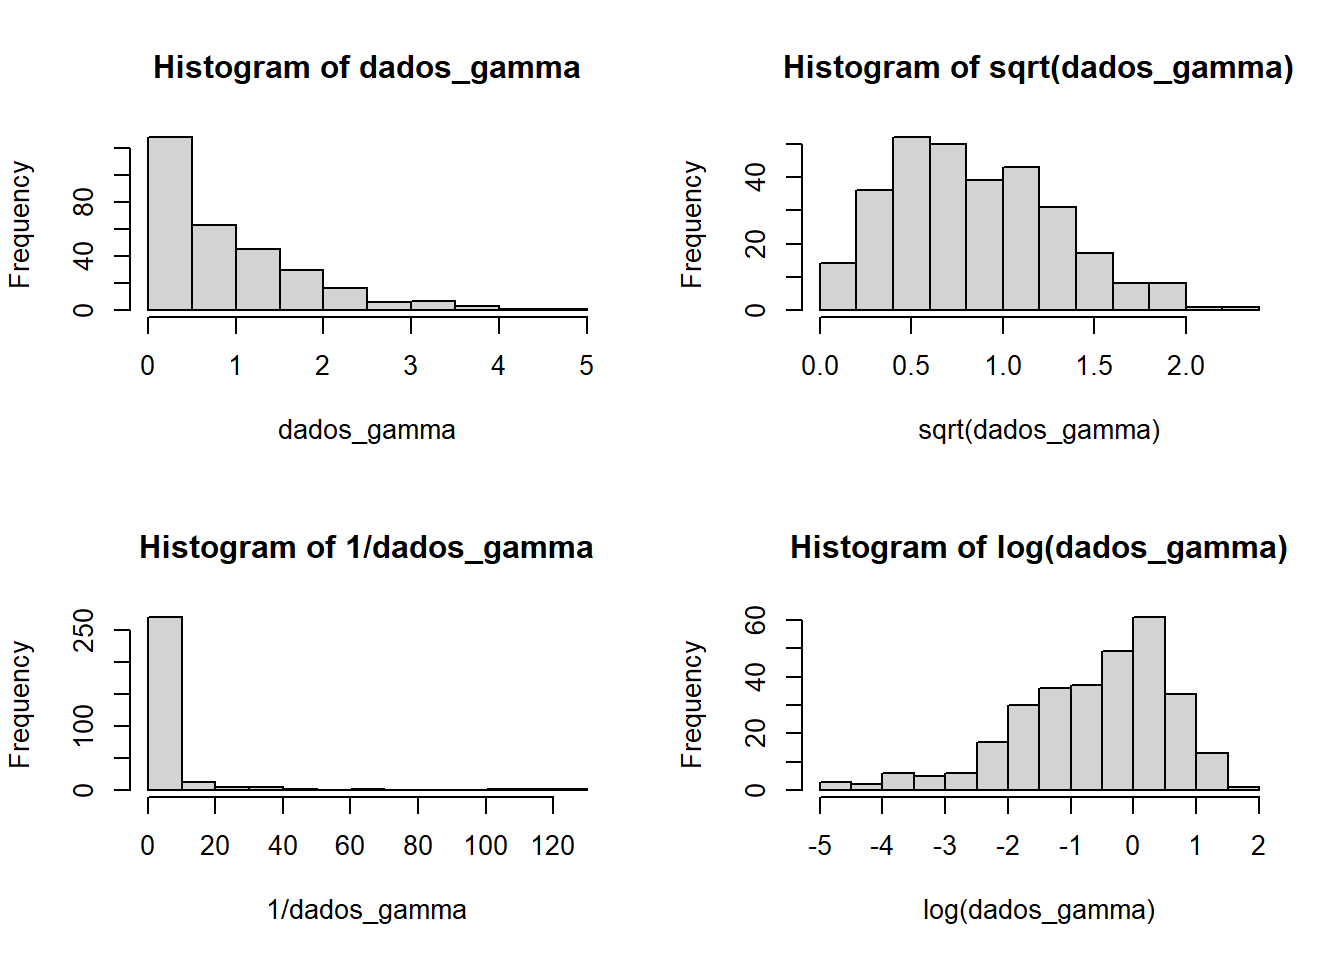 Histogram of dados_gamma
Frequency
0 40 80
0 1 2 3 4 5
dados_gamma
Histogram of sqrt(dados_gamma)
Frequency
0 20 40
0.0 0.5 1.0 1.5 2.0
sqrt(dados_gamma)
Histogram of 1/dados_gamma
Frequency
0 100 250
0 20 40 60 80 100 120
1/dados_gamma
Histogram of log(dados_gamma)
Frequency
0 20 40 60
-5 -4 -3 -2 -1 0 1 2
log(dados_gamma)